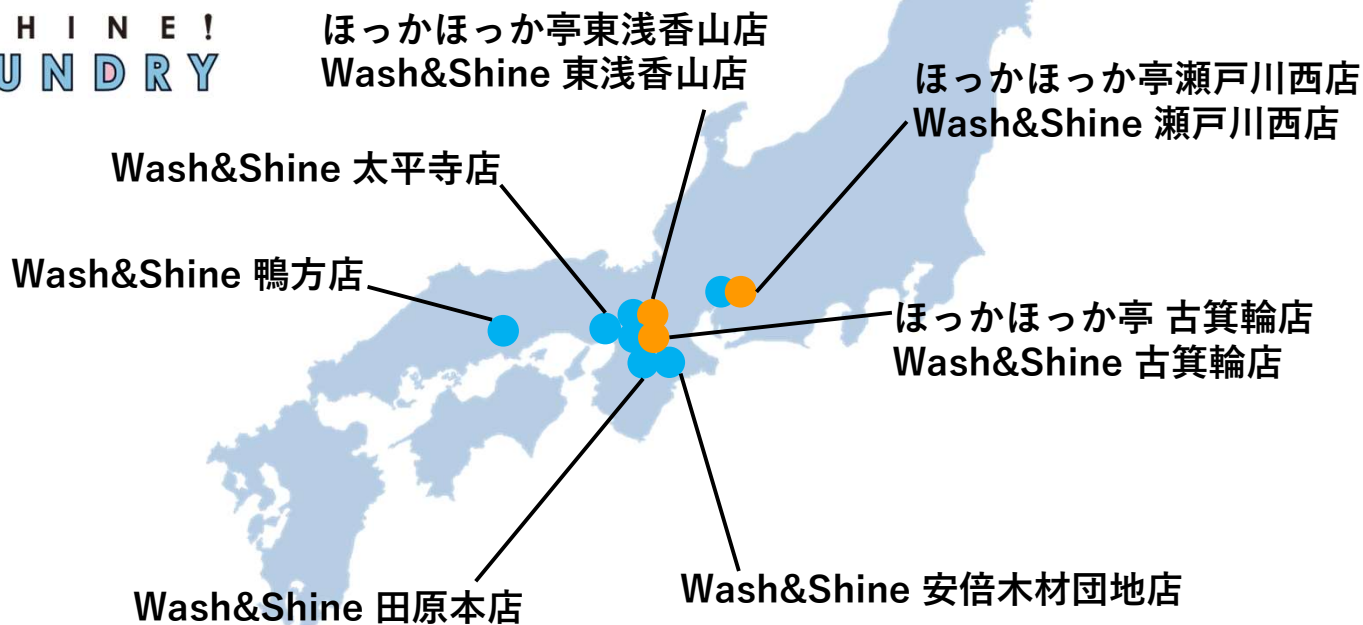 HINE!
UNDRY
ほっかほっか亭東浅香山店
Wash&Shine 東浅香山店
ほっかほっか亭瀬戸川西店
Wash&Shine 瀬戸川西店
Wash&Shine 太平寺店
Wash&Shine 鴨方店
ほっかほっか亭 古箕輪店
Wash&Shine 古箕輪店
Wash&Shine 田原本店
Wash&Shine 安倍木材団地店